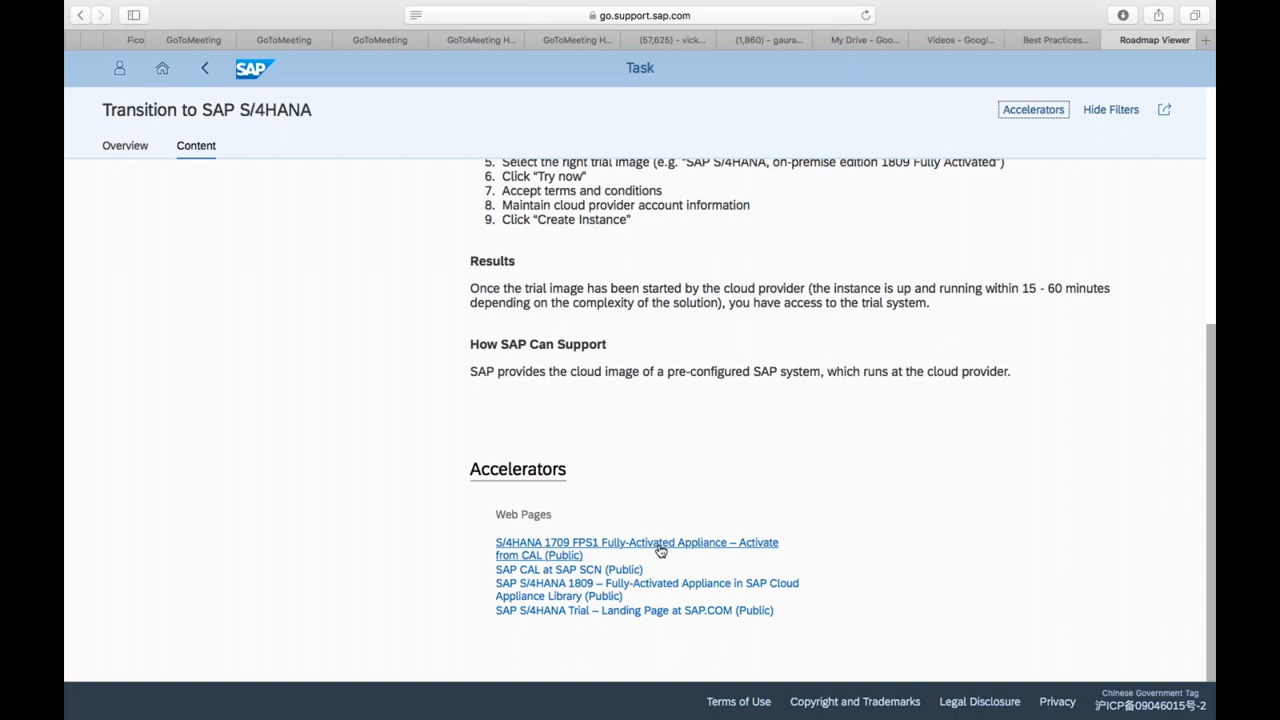 go.support.sap.com
Fico
GoToMeeting
GoToMeeting
GoToMeeting
GoToMeeting H...
GoToMeeting H...
(57,625) - vick...
(1,860) - gaura...
My Drive - Goo...
Videos - Googl...
Best Practices...
Roadmap Viewer
SAP
Task
Transition to SAP S/4HANA
Accelerators
Hide Filters
Overview
Content
5. Select the right trial image (e.g. “SAP S/4HANA, on-premise edition 1809 Fully Activated”)
6. Click “Try now”
7. Accept terms and conditions
8. Maintain cloud provider account information
9. Click “Create Instance”
Results
Once the trial image has been started by the cloud provider (the instance is up and running within 15 - 60 minutes
depending on the complexity of the solution), you have access to the trial system.
How SAP Can Support
SAP provides the cloud image of a pre-configured SAP system, which runs at the cloud provider.
Accelerators
Web Pages
S/4HANA 1709 FPS1 Fully-Activated Appliance – Activate
from CAL (Public)
SAP CAL at SAP SCN (Public)
SAP S/4HANA 1809 – Fully-Activated Appliance in SAP Cloud
Appliance Library (Public)
SAP S/4HANA Trial – Landing Page at SAP.COM (Public)
Terms of Use
Copyright and Trademarks
Legal Disclosure
Privacy
Chinese Government Tag
沪ICP备09046015号-2